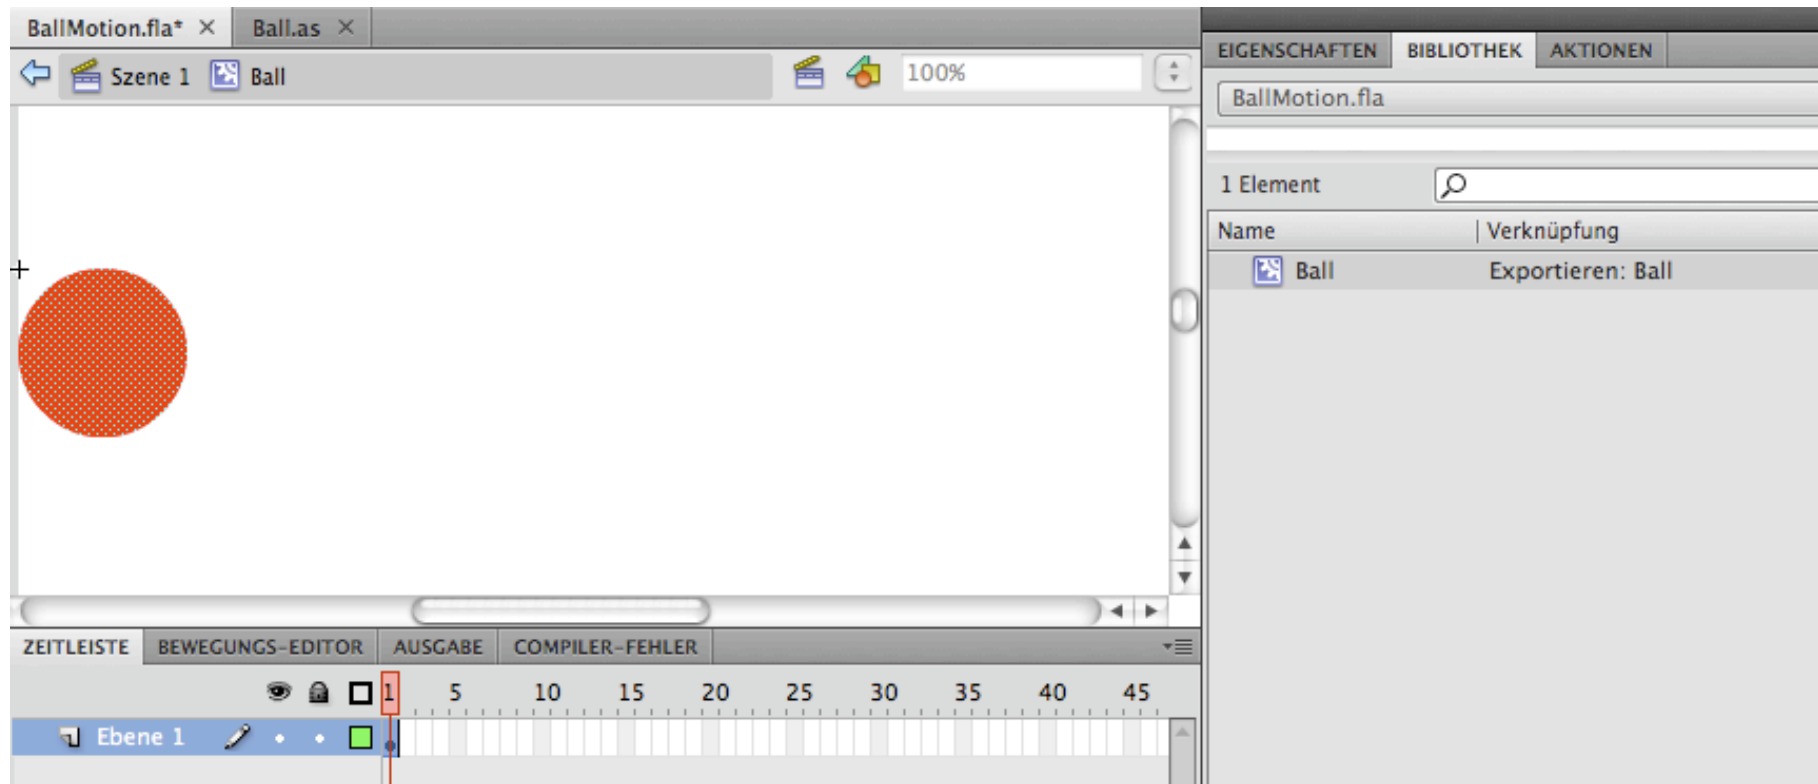 BallMotion.fla* × Ball.as ×
Szene 1 Ball 100%
EIGENSCHAFTEN BIBLIOTHEK AKTIONEN
BallMotion.fla
1 Element
Name Verknüpfung
Ball Exportieren: Ball
ZEITLEISTE BEWEGUNGS-EDITOR AUSGABE COMPILER-FEHLER
1 5 10 15 20 25 30 35 40 45
Ebene 1